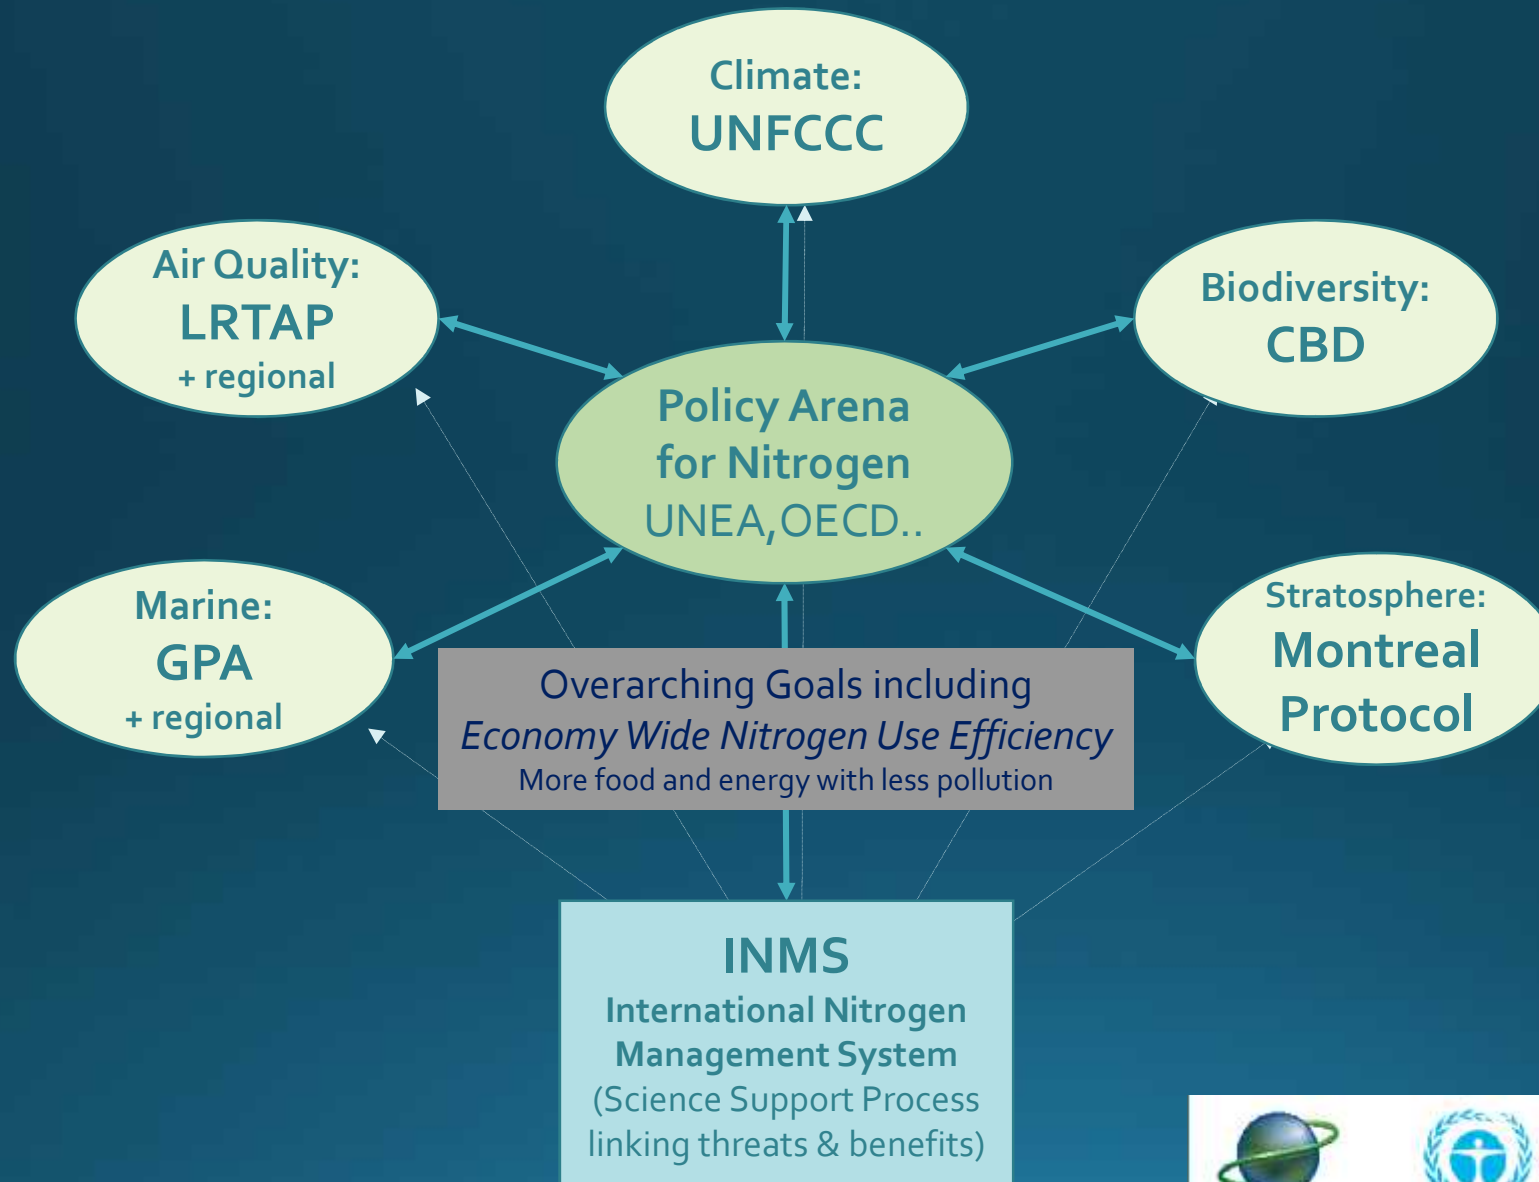 Climate:
UNFCCC
Air Quality:
LRTAP
+ regional
Biodiversity:
CBD
Policy Arena
for Nitrogen
UNEA,OECD..
Marine:
GPA
+ regional
Stratosphere:
Montreal
Protocol
Overarching Goals including
Economy Wide Nitrogen Use Efficiency
More food and energy with less pollution
INMS
International Nitrogen
Management System
(Science Support Process
linking threats & benefits)